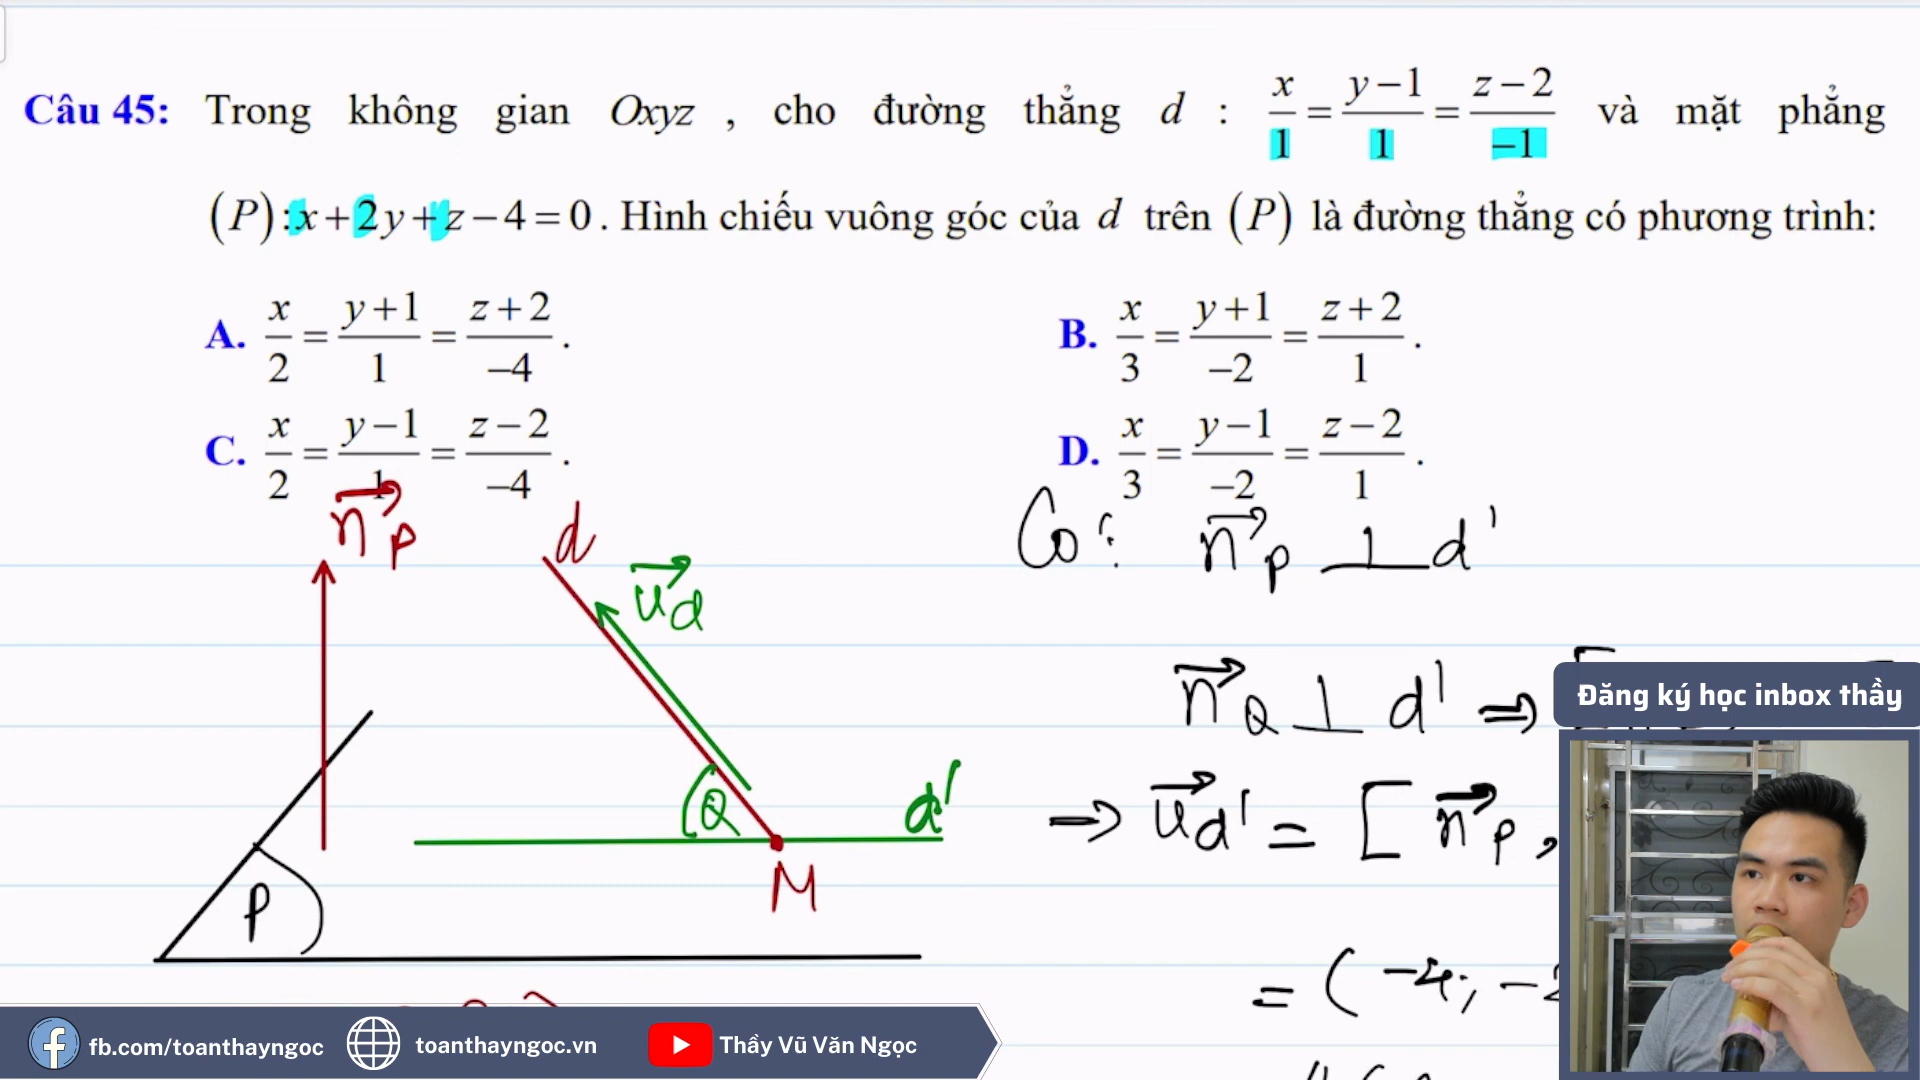 Câu 45: Trong không gian Oxyz , cho đường thẳng d : x/1 = (y−1)/1 = (z−2)/−1 và mặt phẳng
(P): x+2y+z−4=0. Hình chiếu vuông góc của d trên (P) là đường thẳng có phương trình:
A. x/2 = (y+1)/1 = (z+2)/−4 .
B. x/3 = (y+1)/−2 = (z+2)/1 .
C. x/2 = (y−1)/1 = (z−2)/−4 .
D. x/3 = (y−1)/−2 = (z−2)/1 .
n⃗p
d
u⃗d
Q
d'
M
P
Có: n⃗p ⊥ d'
n⃗Q ⊥ d' ⇒
⇒ u⃗d' = [ n⃗p ,
= ( −4 ; −2
Đăng ký học inbox thầy
fb.com/toanthayngoc
toanthayngoc.vn
Thầy Vũ Văn Ngọc